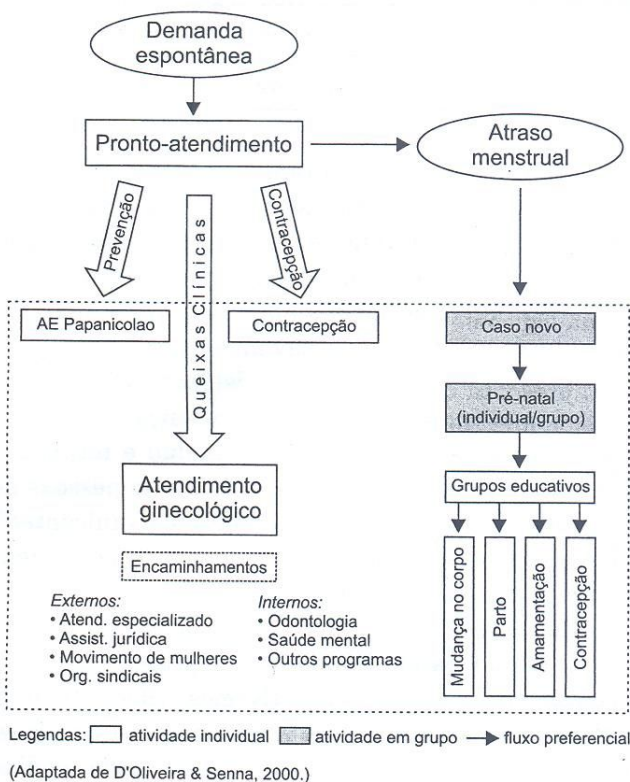 Demanda
espontânea
Pronto-atendimento
Atraso
menstrual
Prevenção
Queixas Clínicas
Contracepção
AE Papanicolao
Contracepção
Caso novo
Pré-natal
(individual/grupo)
Atendimento
ginecológico
Grupos educativos
Encaminhamentos
Mudança no corpo
Parto
Amamentação
Contracepção
Externos:
• Atend. especializado
• Assist. jurídica
• Movimento de mulheres
• Org. sindicais
Internos:
• Odontologia
• Saúde mental
• Outros programas
Legendas: atividade individual atividade em grupo fluxo preferencial
(Adaptada de D'Oliveira & Senna, 2000.)